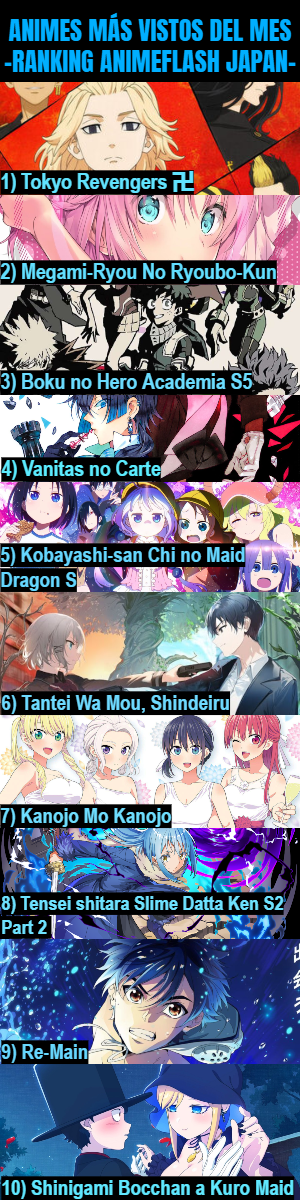 ANIMES MÁS VISTOS DEL MES
-RANKING ANIMEFLASH JAPAN-
1) Tokyo Revengers 卍
2) Megami-Ryou No Ryoubo-Kun
3) Boku no Hero Academia S5
4) Vanitas no Carte
5) Kobayashi-san Chi no Maid
Dragon S
6) Tantei Wa Mou, Shindeiru
7) Kanojo Mo Kanojo
8) Tensei shitara Slime Datta Ken S2
Part 2
9) Re-Main
10) Shinigami Bocchan a Kuro Maid